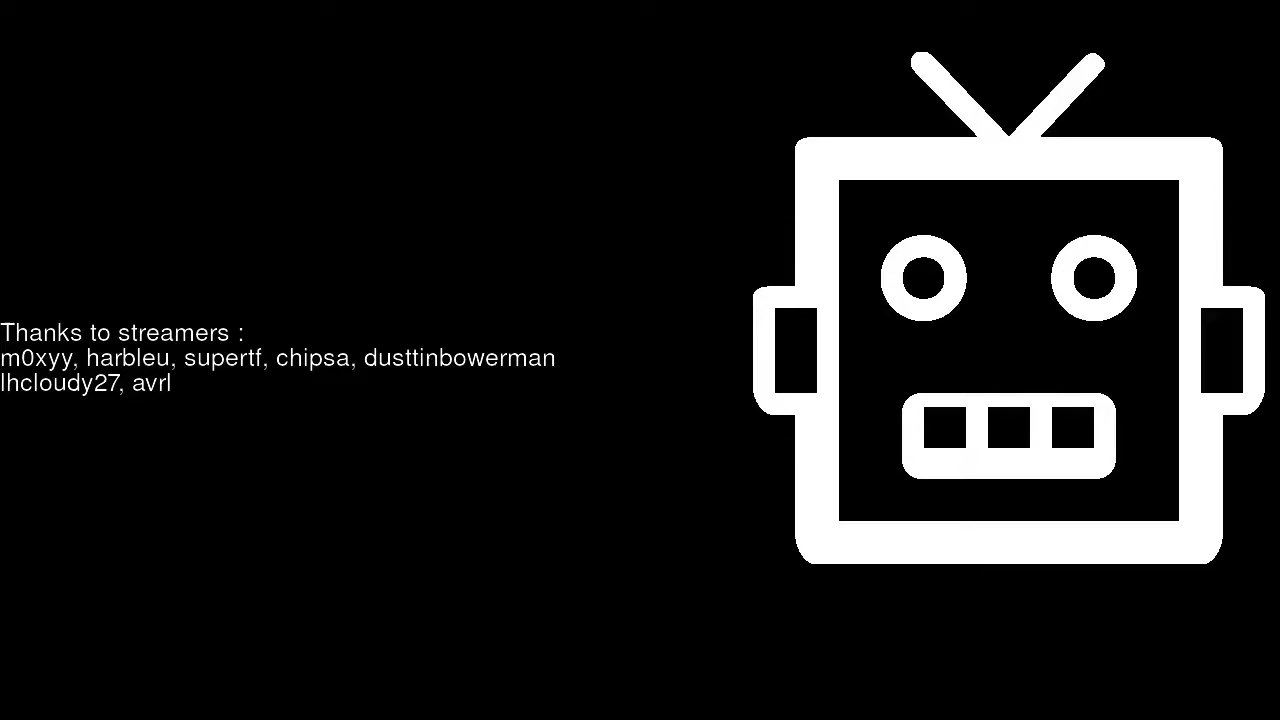 Thanks to streamers :
m0xyy, harbleu, supertf, chipsa, dusttinbowerman
lhcloudy27, avrl